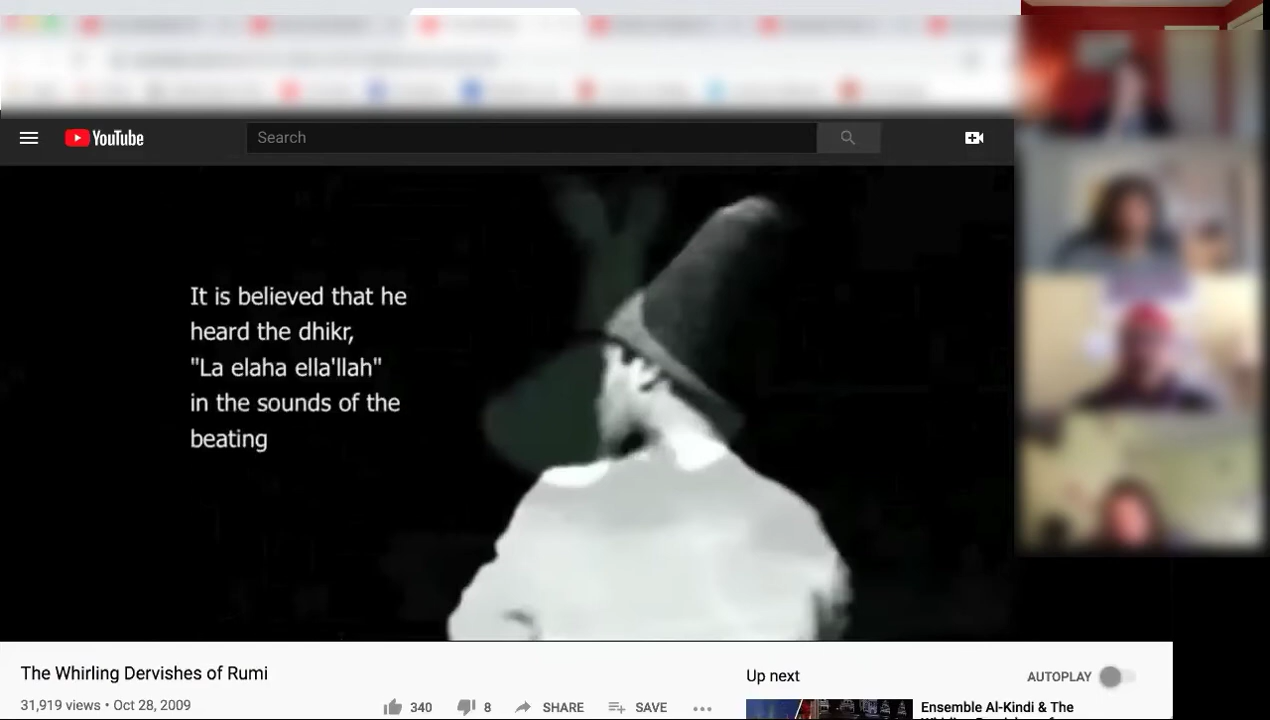 YouTube
Search
It is believed that he
heard the dhikr,
"La elaha ella'llah"
in the sounds of the
beating
The Whirling Dervishes of Rumi
31,919 views • Oct 28, 2009
340
8
SHARE
SAVE
Up next
AUTOPLAY
Ensemble Al-Kindi & The